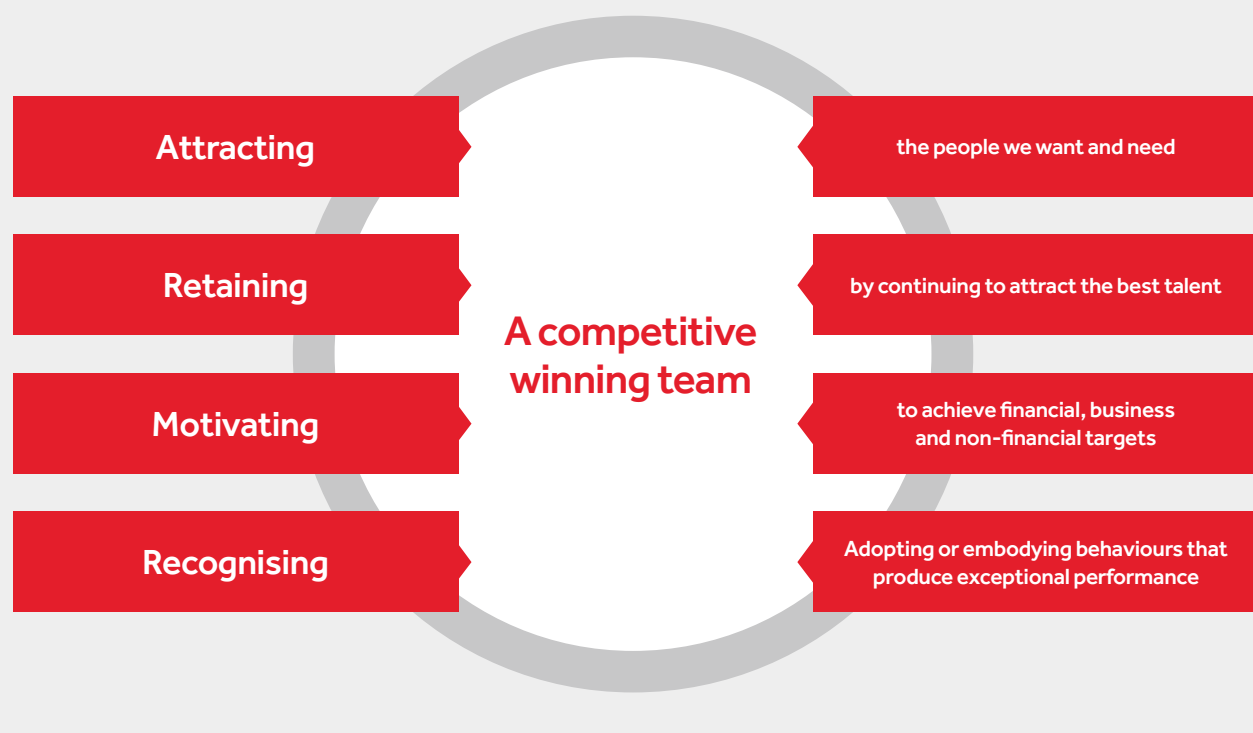 Attracting
the people we want and need
Retaining
by continuing to attract the best talent
A competitive
winning team
Motivating
to achieve financial, business
and non-financial targets
Recognising
Adopting or embodying behaviours that
produce exceptional performance